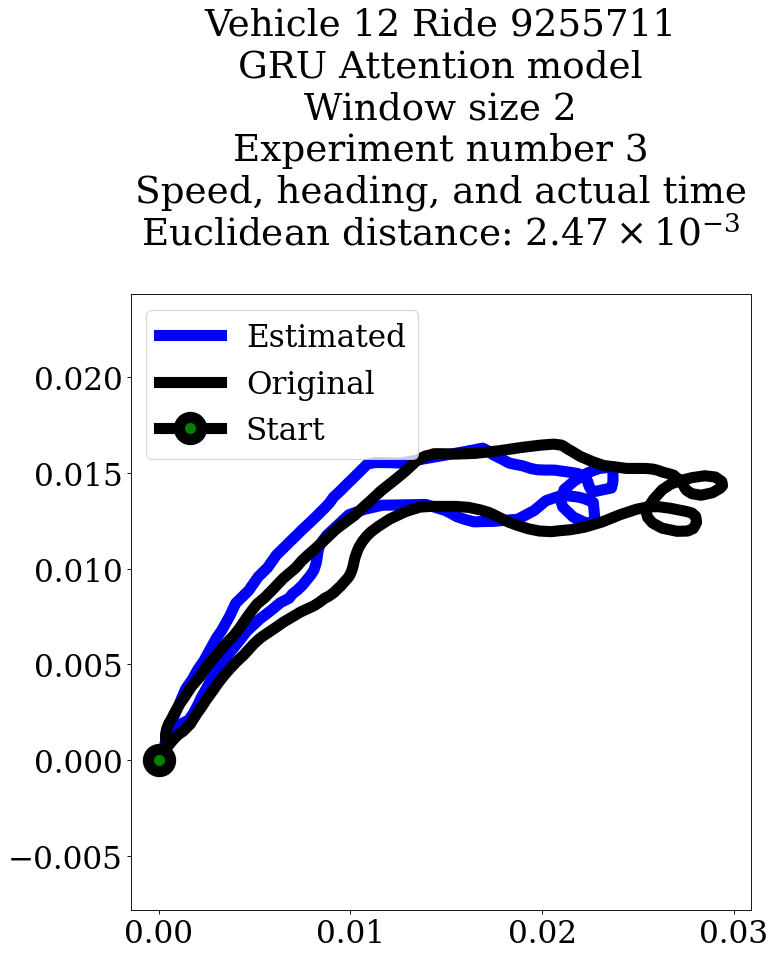 Vehicle 12 Ride 9255711
GRU Attention model
Window size 2
Experiment number 3
Speed, heading, and actual time
Euclidean distance: 2.47 × 10⁻³
Estimated
Original
Start
0.020
0.015
0.010
0.005
0.000
−0.005
0.00 0.01 0.02 0.03